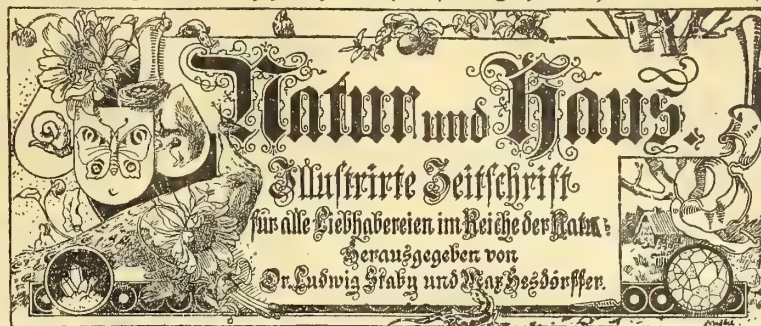 Natur und Haus.
Illustrirte Zeitschrift
für alle Liebhabereien im Reiche der Natur.
Herausgegeben von
Dr. Ludwig Staby und Max Hesdörffer.